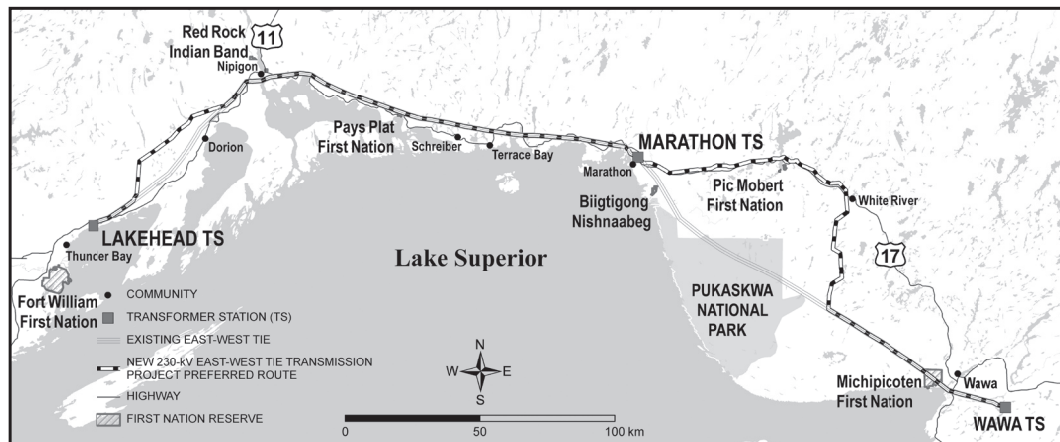 Red Rock
Indian Band
Nipigon
11
Dorion
Pays Plat
First Nation
Schreiber
Terrace Bay
MARATHON TS
Marathon
Biigtigong
Nishnaabeg
Pic Mobert
First Nation
White River
17
LAKEHEAD TS
Thuncer Bay
Fort William
First Nation
Lake Superior
PUKASKWA
NATIONAL
PARK
Michipicoten
First Nation
Wawa
WAWA TS
COMMUNITY
TRANSFORMER STATION (TS)
EXISTING EAST-WEST TIE
NEW 230-kV EAST-WEST TIE TRANSMISSION
PROJECT PREFERRED ROUTE
HIGHWAY
FIRST NATION RESERVE
N
W E
S
0 50 100 km